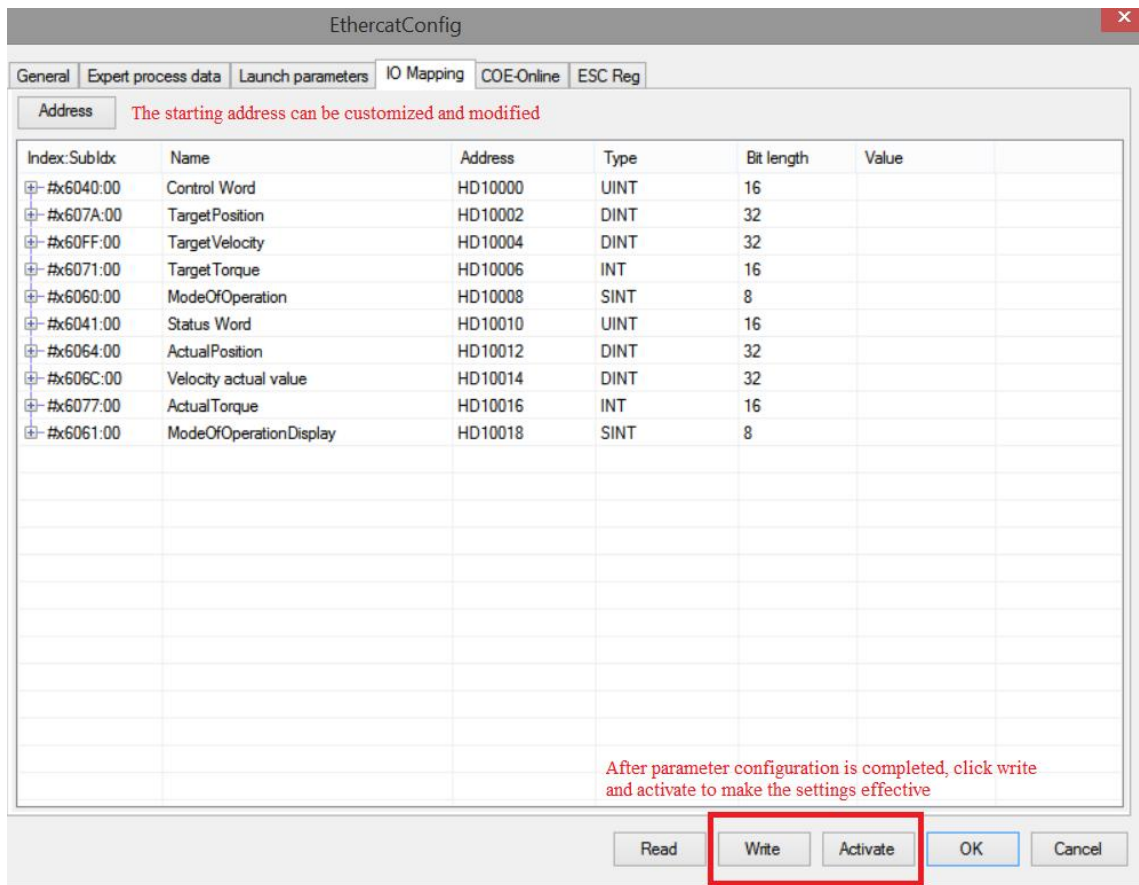 EthercatConfig
×
General Expert process data Launch parameters IO Mapping COE-Online ESC Reg
Address The starting address can be customized and modified
Index:SubIdx Name Address Type Bit length Value
#x6040:00 Control Word HD10000 UINT 16
#x607A:00 TargetPosition HD10002 DINT 32
#x60FF:00 TargetVelocity HD10004 DINT 32
#x6071:00 TargetTorque HD10006 INT 16
#x6060:00 ModeOfOperation HD10008 SINT 8
#x6041:00 Status Word HD10010 UINT 16
#x6064:00 ActualPosition HD10012 DINT 32
#x606C:00 Velocity actual value HD10014 DINT 32
#x6077:00 ActualTorque HD10016 INT 16
#x6061:00 ModeOfOperationDisplay HD10018 SINT 8
After parameter configuration is completed, click write
and activate to make the settings effective
Read Write Activate OK Cancel